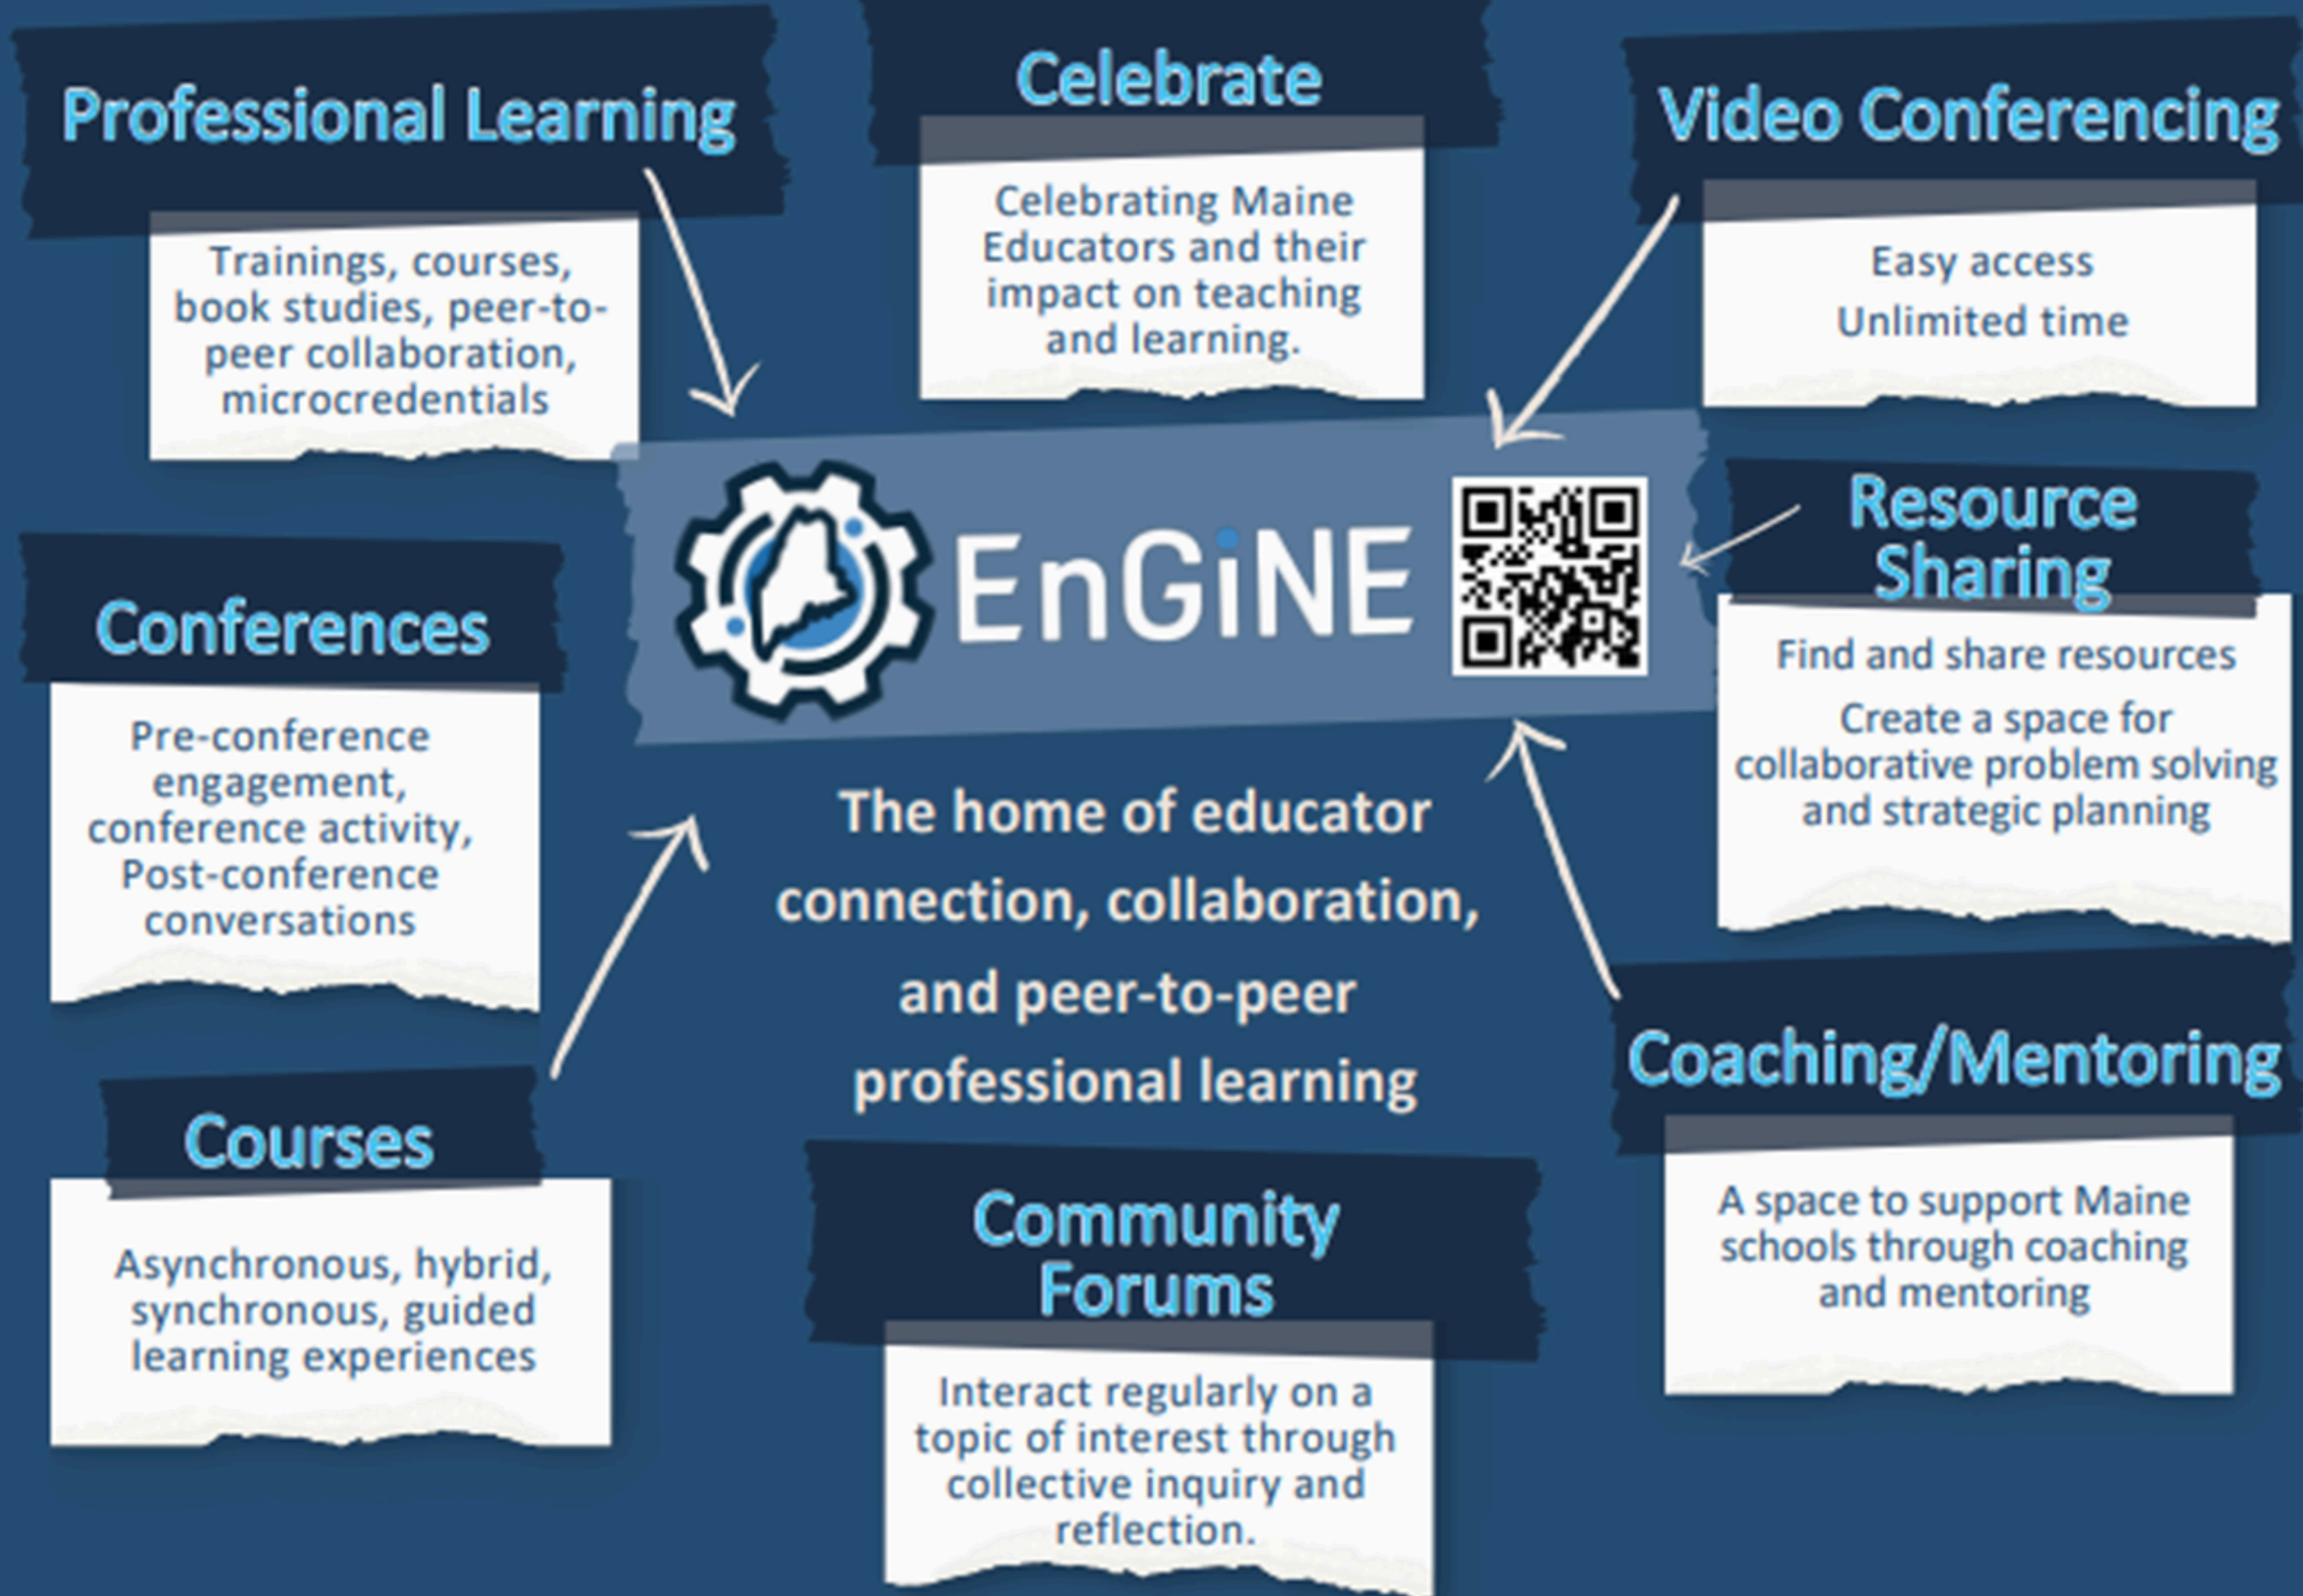 Professional Learning
Trainings, courses,
book studies, peer-to-
peer collaboration,
microcredentials
Celebrate
Celebrating Maine
Educators and their
impact on teaching
and learning.
Video Conferencing
Easy access
Unlimited time
EnGiNE
The home of educator
connection, collaboration,
and peer-to-peer
professional learning
Resource
Sharing
Find and share resources
Create a space for
collaborative problem solving
and strategic planning
Conferences
Pre-conference
engagement,
conference activity,
Post-conference
conversations
Courses
Asynchronous, hybrid,
synchronous, guided
learning experiences
Community
Forums
Interact regularly on a
topic of interest through
collective inquiry and
reflection.
Coaching/Mentoring
A space to support Maine
schools through coaching
and mentoring